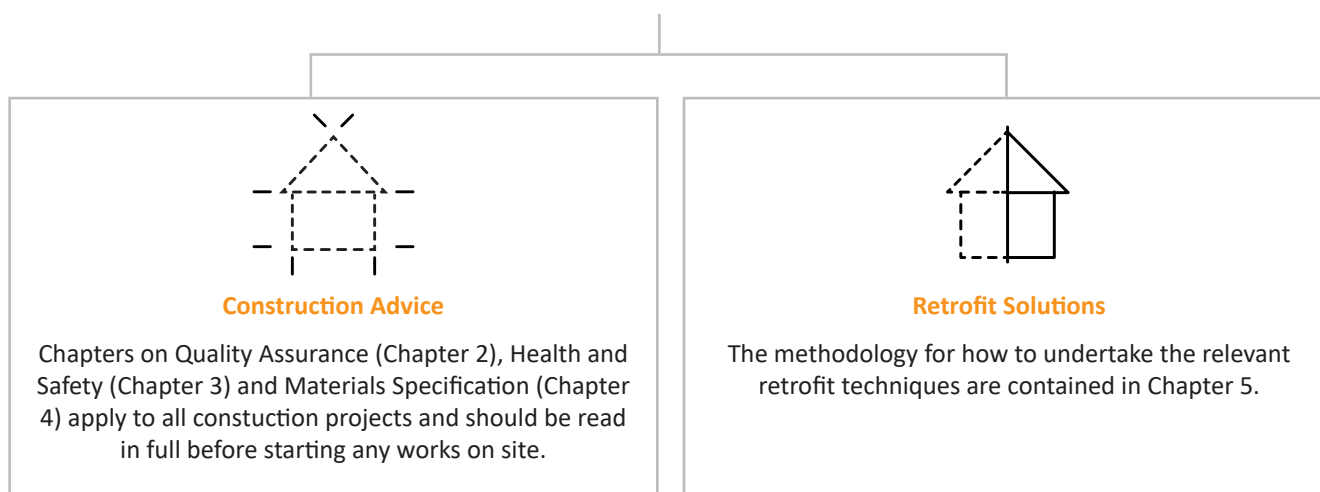 Construction Advice
Chapters on Quality Assurance (Chapter 2), Health and
Safety (Chapter 3) and Materials Specification (Chapter
4) apply to all constuction projects and should be read
in full before starting any works on site.
Retrofit Solutions
The methodology for how to undertake the relevant
retrofit techniques are contained in Chapter 5.